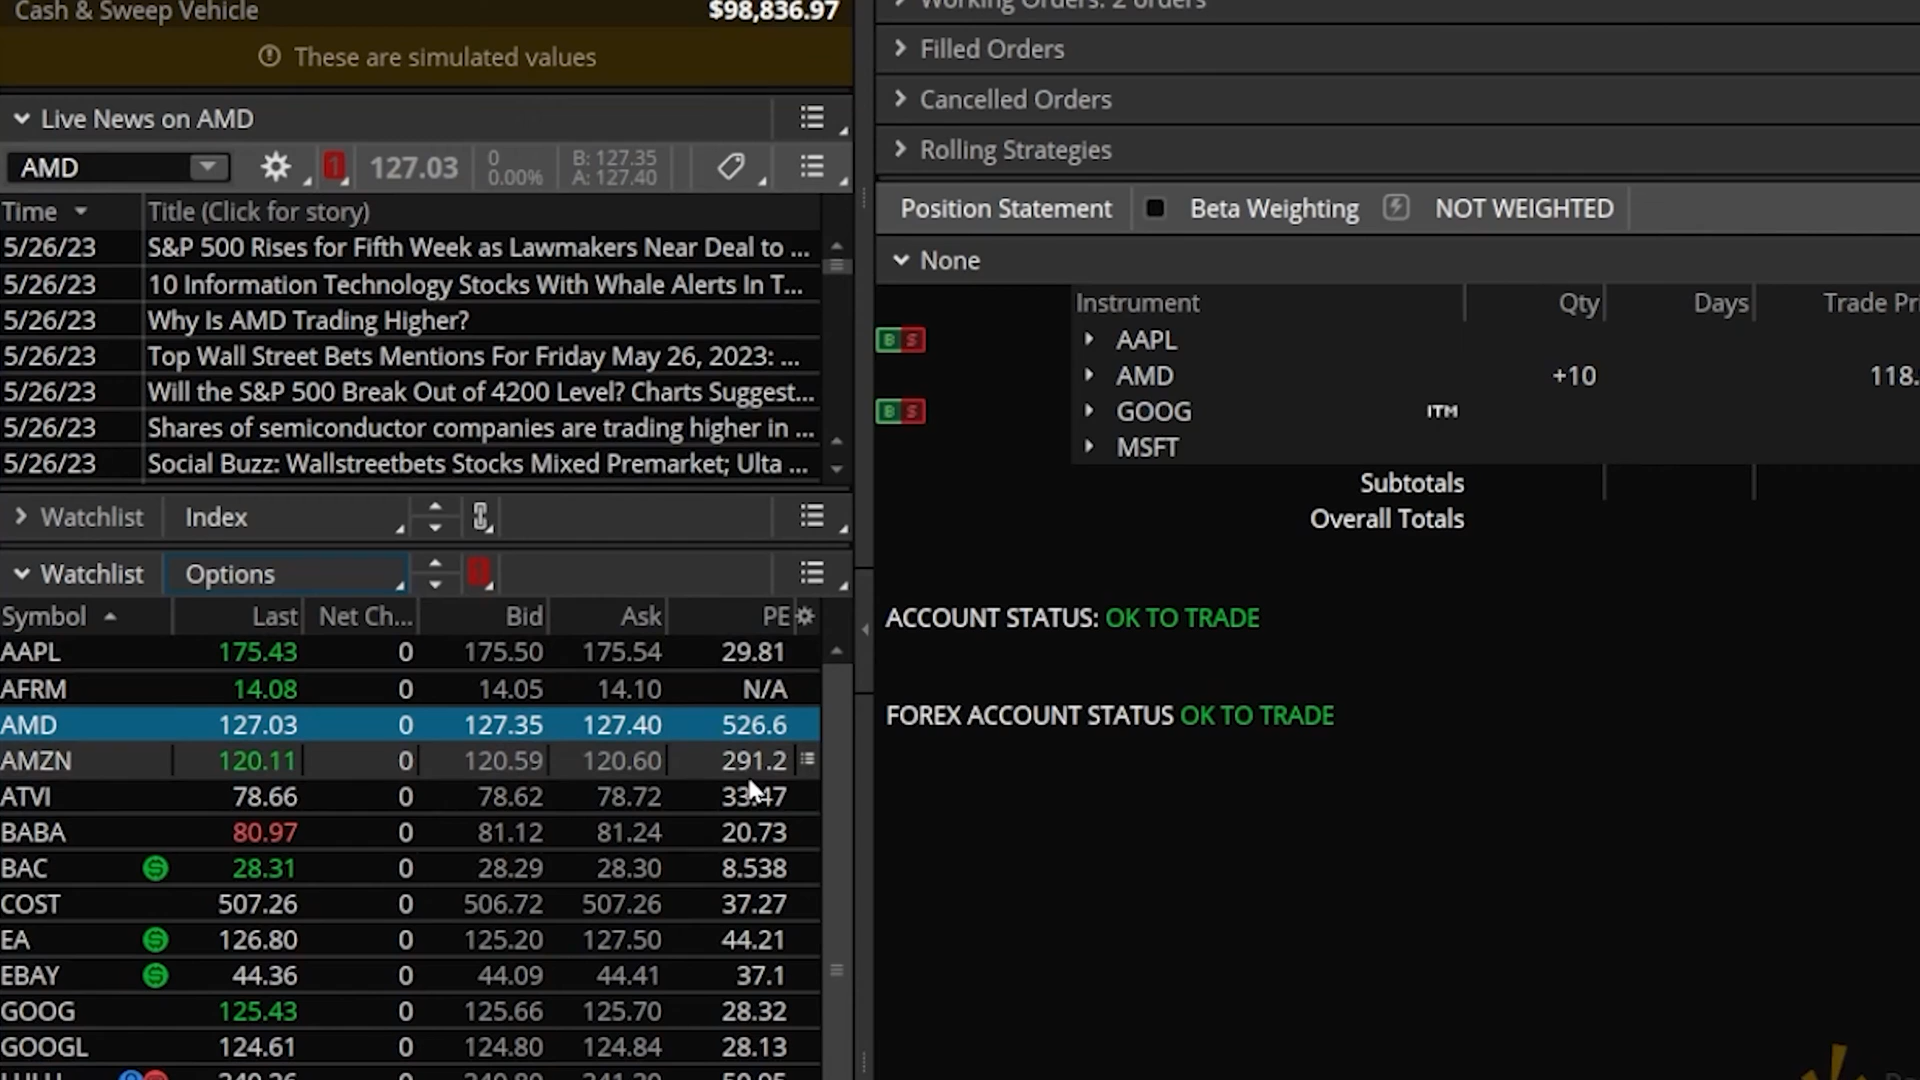 Cash & Sweep Vehicle $98,836.97
These are simulated values
Live News on AMD
AMD 1 127.03 0 0.00% B: 127.35 A: 127.40
Time Title (Click for story)
5/26/23 S&P 500 Rises for Fifth Week as Lawmakers Near Deal to ...
5/26/23 10 Information Technology Stocks With Whale Alerts In T...
5/26/23 Why Is AMD Trading Higher?
5/26/23 Top Wall Street Bets Mentions For Friday May 26, 2023: ...
5/26/23 Will the S&P 500 Break Out of 4200 Level? Charts Suggest...
5/26/23 Shares of semiconductor companies are trading higher in ...
5/26/23 Social Buzz: Wallstreetbets Stocks Mixed Premarket; Ulta ...
Watchlist Index
Watchlist Options
Symbol Last Net Ch... Bid Ask PE
AAPL 175.43 0 175.50 175.54 29.81
AFRM 14.08 0 14.05 14.10 N/A
AMD 127.03 0 127.35 127.40 526.6
AMZN 120.11 0 120.59 120.60 291.2
ATVI 78.66 0 78.62 78.72 33.47
BABA 80.97 0 81.12 81.24 20.73
BAC 28.31 0 28.29 28.30 8.538
COST 507.26 0 506.72 507.26 37.27
EA 126.80 0 125.20 127.50 44.21
EBAY 44.36 0 44.09 44.41 37.1
GOOG 125.43 0 125.66 125.70 28.32
GOOGL 124.61 0 124.80 124.84 28.13
Working Orders: 2 orders
Filled Orders
Cancelled Orders
Rolling Strategies
Position Statement Beta Weighting NOT WEIGHTED
None
Instrument Qty Days Trade Pri
B S AAPL
AMD +10 118.
B S GOOG ITM
MSFT
Subtotals
Overall Totals
ACCOUNT STATUS: OK TO TRADE
FOREX ACCOUNT STATUS OK TO TRADE